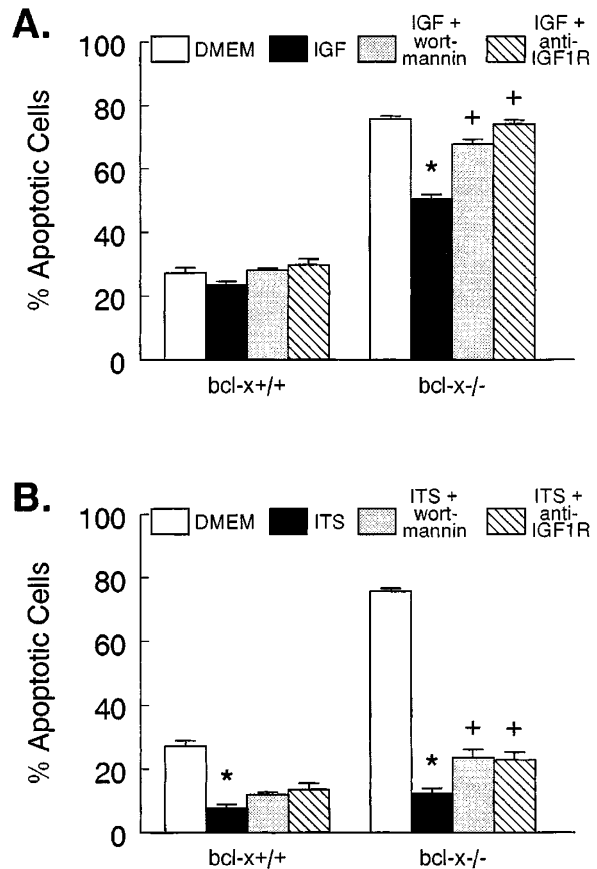 A.
% Apoptotic Cells
100
80
60
40
20
0
DMEM
IGF
IGF +
wort-
mannin
IGF +
anti-
IGF1R
*
+
+
bcl-x+/+
bcl-x-/-
B.
% Apoptotic Cells
100
80
60
40
20
0
DMEM
ITS
ITS +
wort-
mannin
ITS +
anti-
IGF1R
*
*
+
+
bcl-x+/+
bcl-x-/-